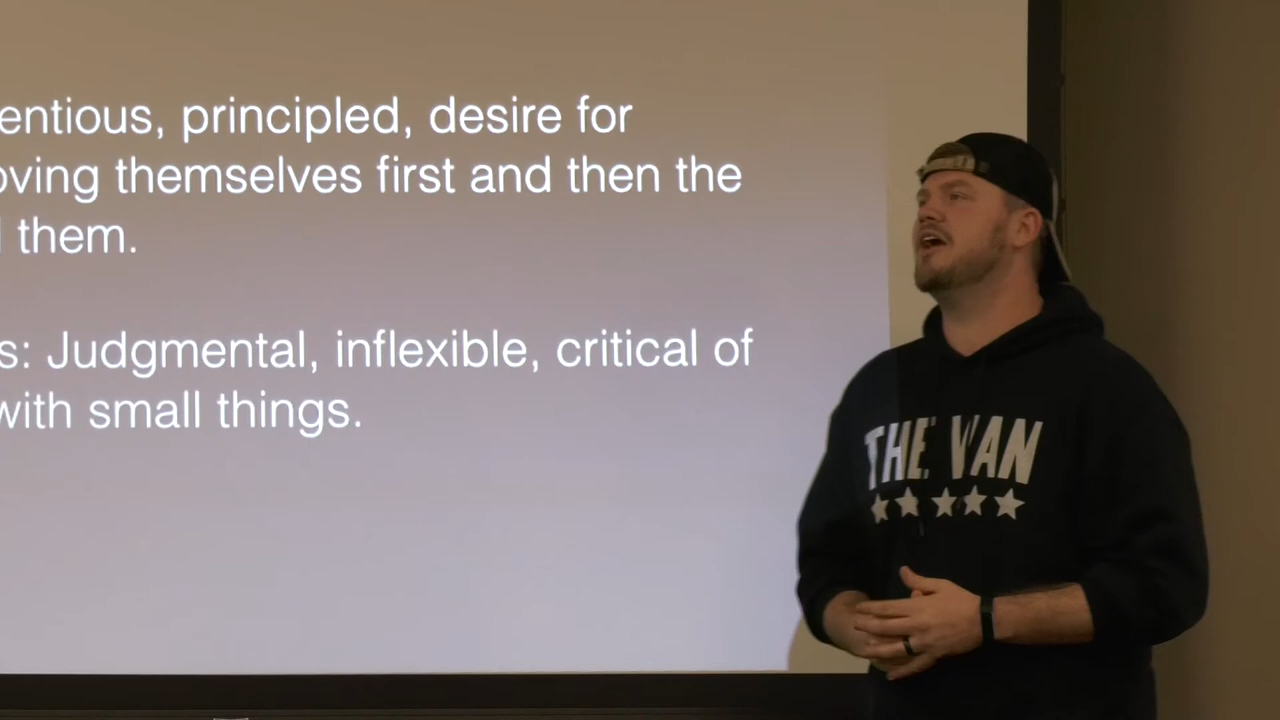 entious, principled, desire for
oving themselves first and then the
them.
s: Judgmental, inflexible, critical of
with small things.
THE VAN